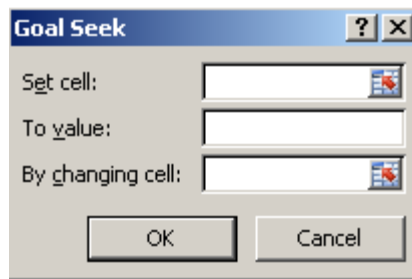 Goal Seek ? X
Set cell:
To value:
By changing cell:
OK Cancel